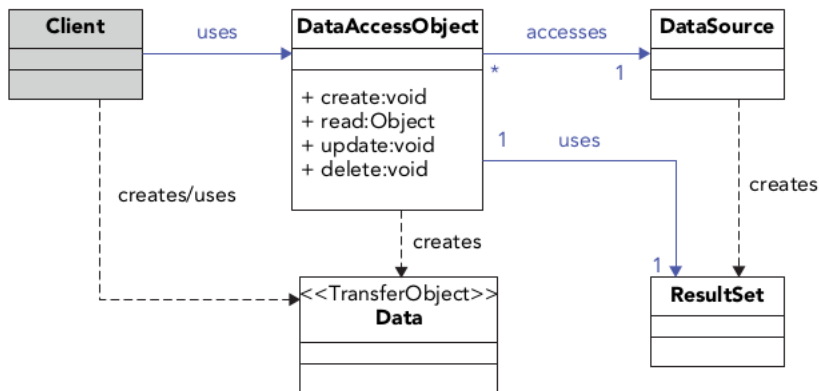 Client
uses
DataAccessObject
accesses
DataSource
*
1
+ create:void
+ read:Object
+ update:void
+ delete:void
1
uses
creates/uses
creates
creates
1
<<TransferObject>>
Data
ResultSet